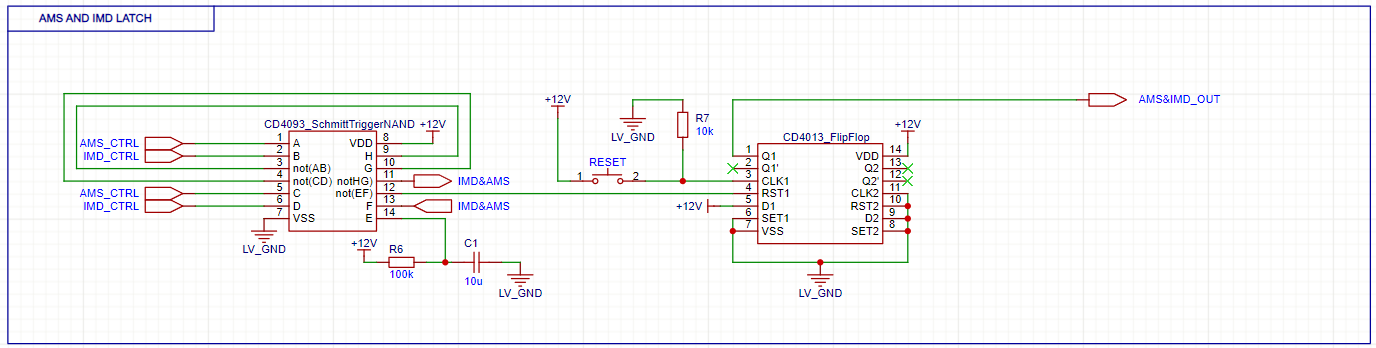 AMS AND IMD LATCH
CD4093_SchmittTriggerNAND
+12V
AMS_CTRL
IMD_CTRL
AMS_CTRL
IMD_CTRL
1 A
2 B
3 not(AB)
4 not(CD)
5 C
6 D
7 VSS
VDD 8
H 9
G 10
notHG) 11
not(EF) 12
F 13
E 14
LV_GND
IMD&AMS
IMD&AMS
+12V
R6
100k
C1
10u
LV_GND
+12V
LV_GND
R7
10k
RESET
1 2
+12V
CD4013_FlipFlop
+12V
1 Q1
2 Q1'
3 CLK1
4 RST1
5 D1
6 SET1
7 VSS
VDD 14
Q2 13
Q2' 12
CLK2 11
RST2 10
D2 9
SET2 8
LV_GND
AMS&IMD_OUT